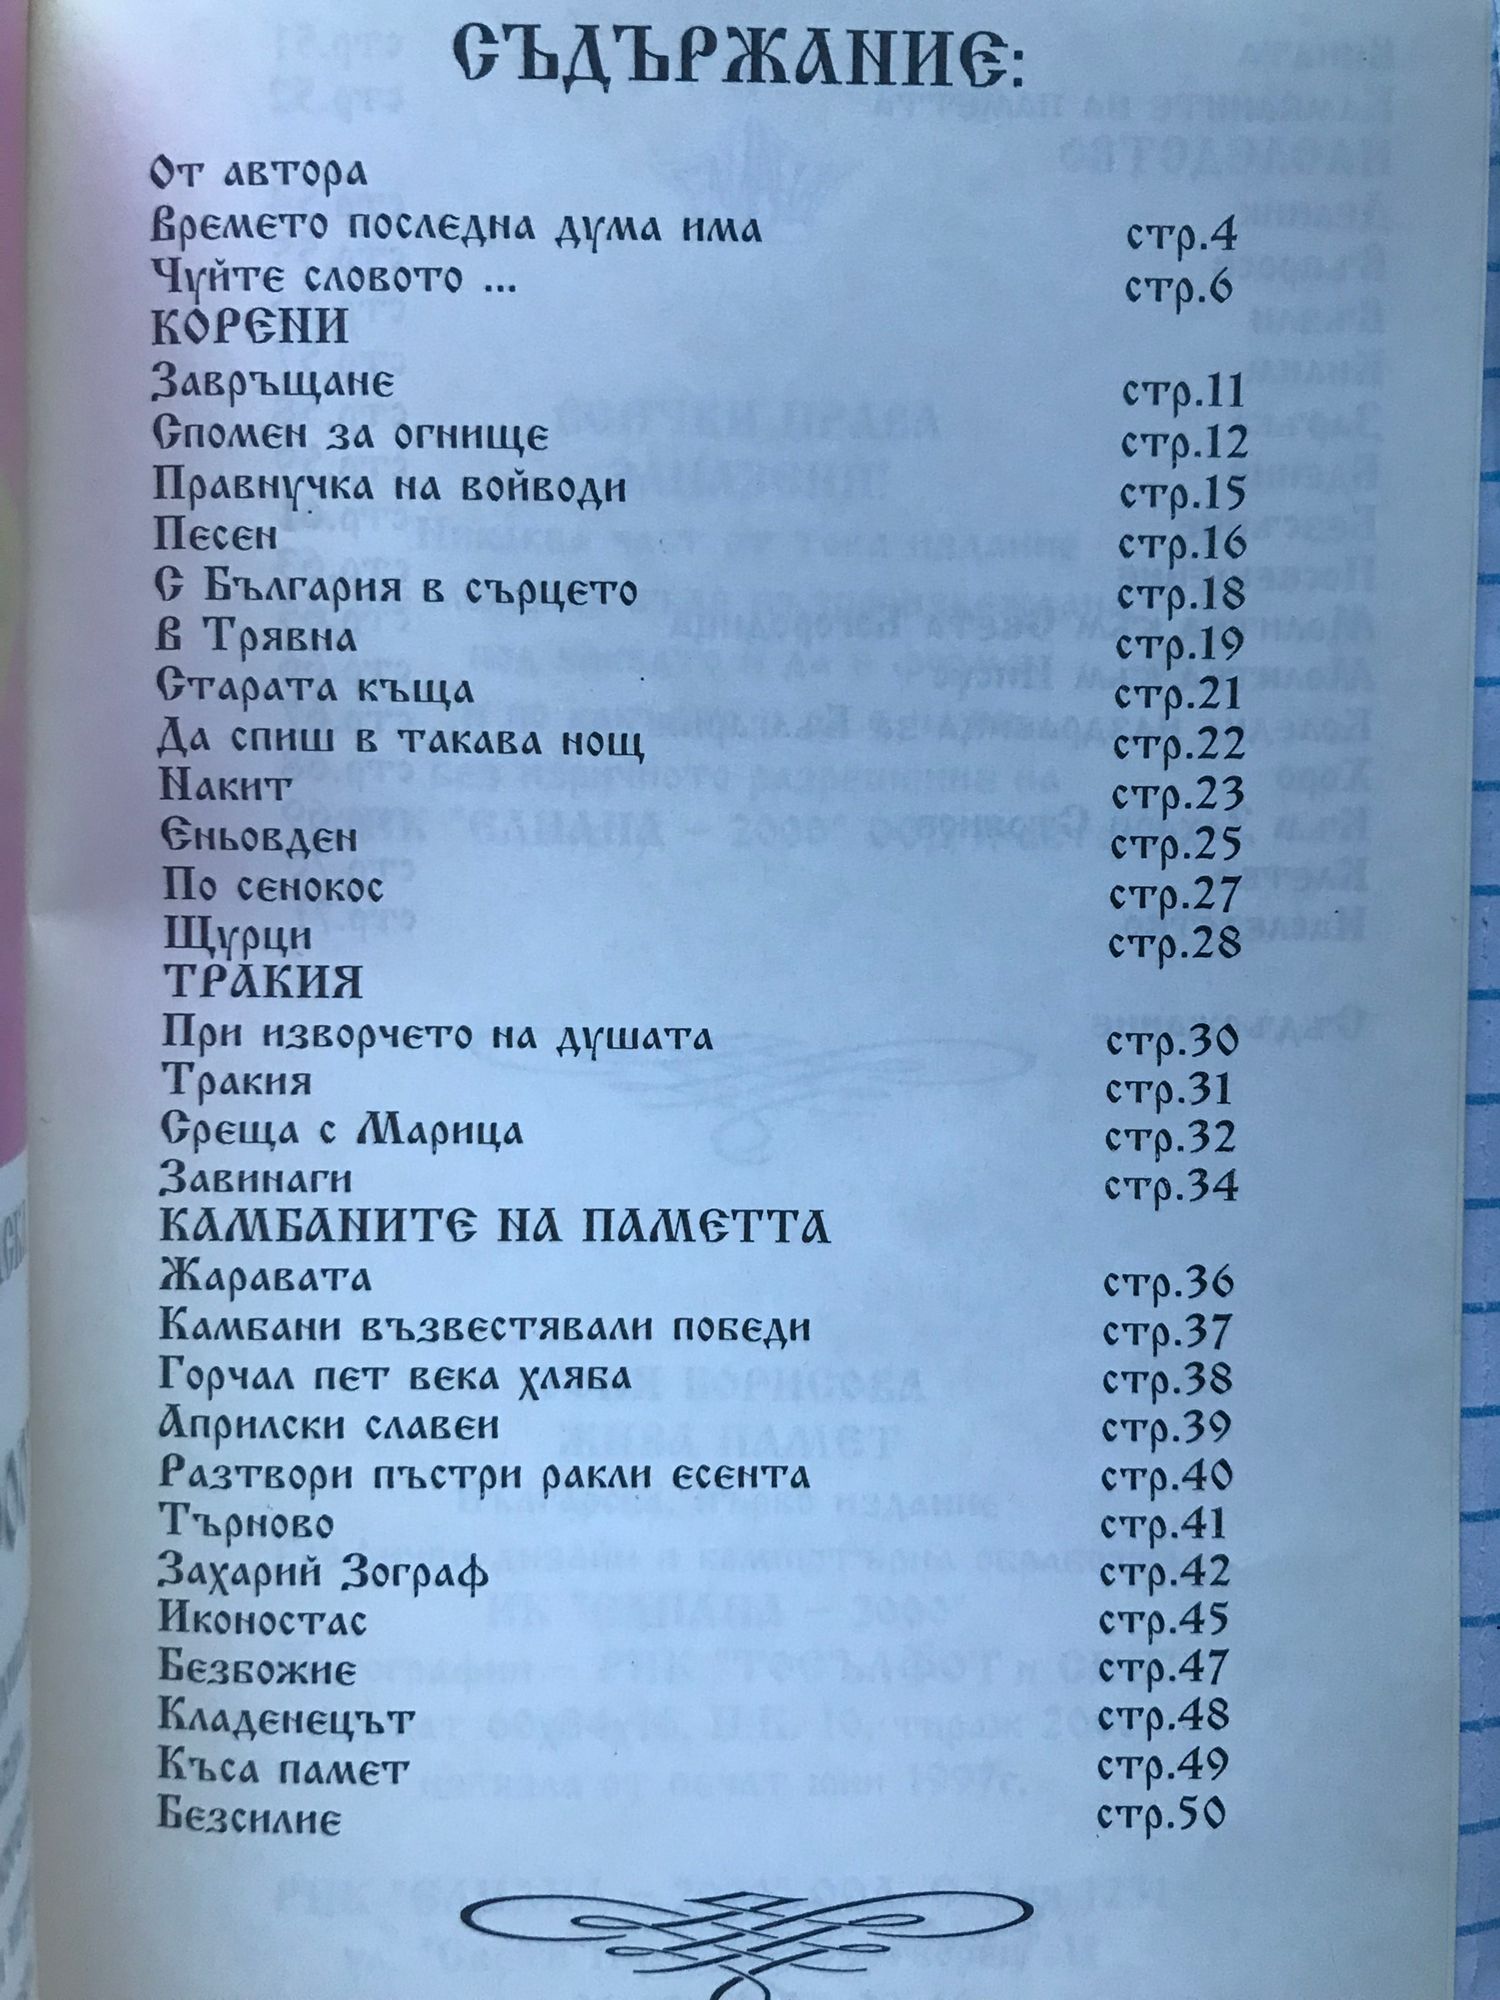 СЪДЪРЖАНИЕ:
От автора
Времето последна дума има стр.4
Чуйте словото ... стр.6
КОРЕНИ
Завръщане стр.11
Спомен за огнище стр.12
Правнучка на войводи стр.15
Песен стр.16
С България в сърцето стр.18
В Трявна стр.19
Старата къща стр.21
Да спиш в такава нощ стр.22
Накит стр.23
Еньовден стр.25
По сенокос стр.27
Щурци стр.28
ТРАКИЯ
При изворчето на душата стр.30
Тракия стр.31
Среща с Марица стр.32
Завинаги стр.34
КАМБАНИТЕ НА ПАМЕТТА
Жаравата стр.36
Камбани възвестявали победи стр.37
Горчал пет века хляба стр.38
Априлски славеи стр.39
Разтвори пъстри ракли есента стр.40
Търново стр.41
Захарий Зограф стр.42
Иконостас стр.45
Безбожие стр.47
Кладенецът стр.48
Къса памет стр.49
Безсилие стр.50